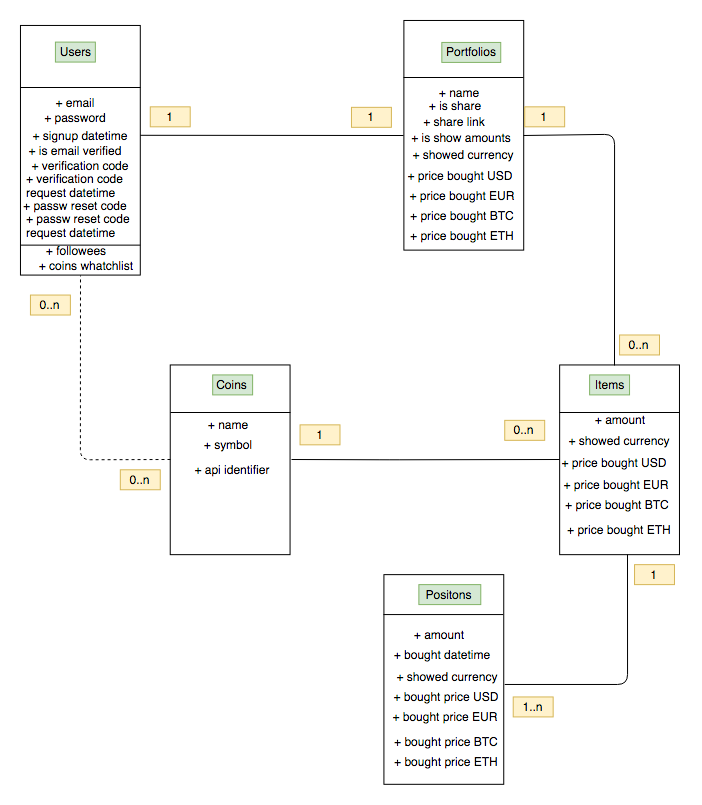 Users
+ email
+ password
+ signup datetime
+ is email verified
+ verification code
+ verification code
request datetime
+ passw reset code
+ passw reset code
request datetime
+ followees
+ coins whatchlist
1
1
Portfolios
+ name
+ is share
+ share link
+ is show amounts
+ showed currency
+ price bought USD
+ price bought EUR
+ price bought BTC
+ price bought ETH
1
0..n
0..n
Coins
+ name
+ symbol
+ api identifier
0..n
1
0..n
Items
+ amount
+ showed currency
+ price bought USD
+ price bought EUR
+ price bought BTC
+ price bought ETH
1
Positons
+ amount
+ bought datetime
+ showed currency
+ bought price USD
+ bought price EUR
+ bought price BTC
+ bought price ETH
1..n